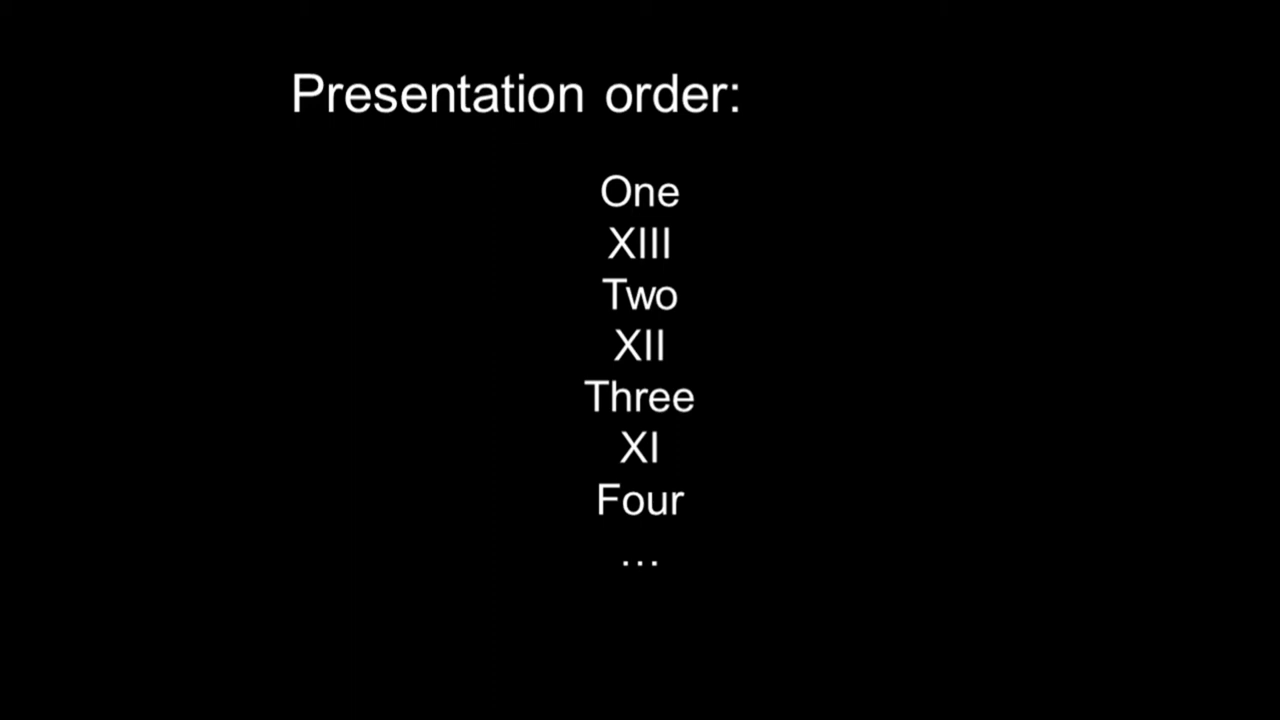 Presentation order:
One
XIII
Two
XII
Three
XI
Four
...